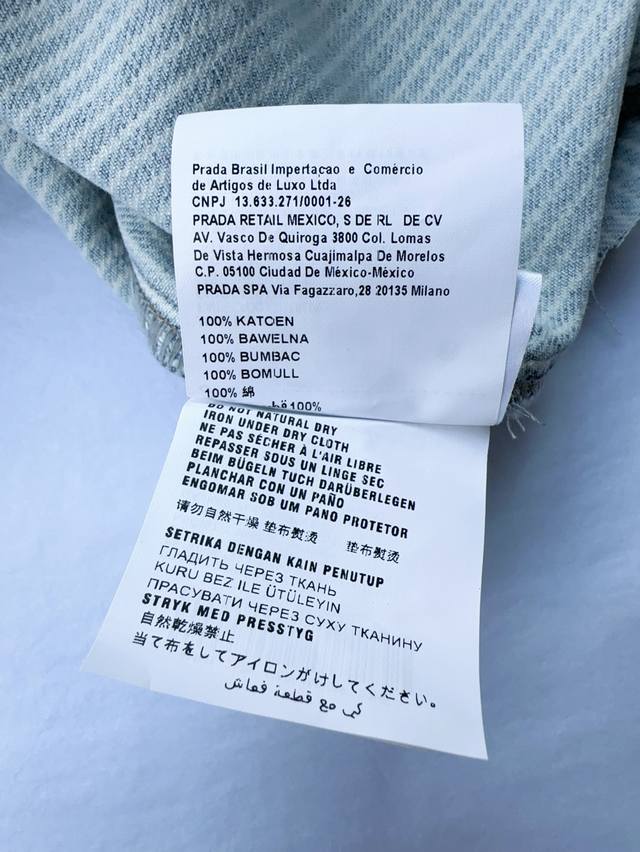 Prada Brasil Importaçao e Comércio
de Artigos de Luxo Ltda
CNPJ 13.633.271/0001-26
PRADA RETAIL MEXICO, S DE RL DE CV
AV. Vasco De Quiroga 3800 Col. Lomas
De Vista Hermosa Cuajimalpa De Morelos
C.P. 05100 Ciudad De México-México
PRADA SPA Via Fagazzaro,28 20135 Milano
100% KATOEN
100% BAWELNA
100% BUMBAC
100% BOMULL
100% 綿
100%
DO NOT NATURAL DRY
IRON UNDER DRY CLOTH
NE PAS SÉCHER À L'AIR LIBRE
REPASSER SOUS UN LINGE SEC
BEIM BÜGELN TUCH DARÜBERLEGEN
PLANCHAR CON UN PAÑO
ENGOMAR SOB UM PANO PROTETOR
请勿自然干燥 垫布熨烫 垫布熨烫
SETRIKA DENGAN KAIN PENUTUP
ГЛАДИТЬ ЧЕРЕЗ ТКАНЬ
KURU BEZ ILE ÜTÜLEYIN
ПРАСУВАТИ ЧЕРЕЗ СУХУ ТКАНИНУ
STRYK MED PRESSTYG
自然乾燥禁止
当て布をしてアイロンがけしてください。
كي مع قطعة قماش